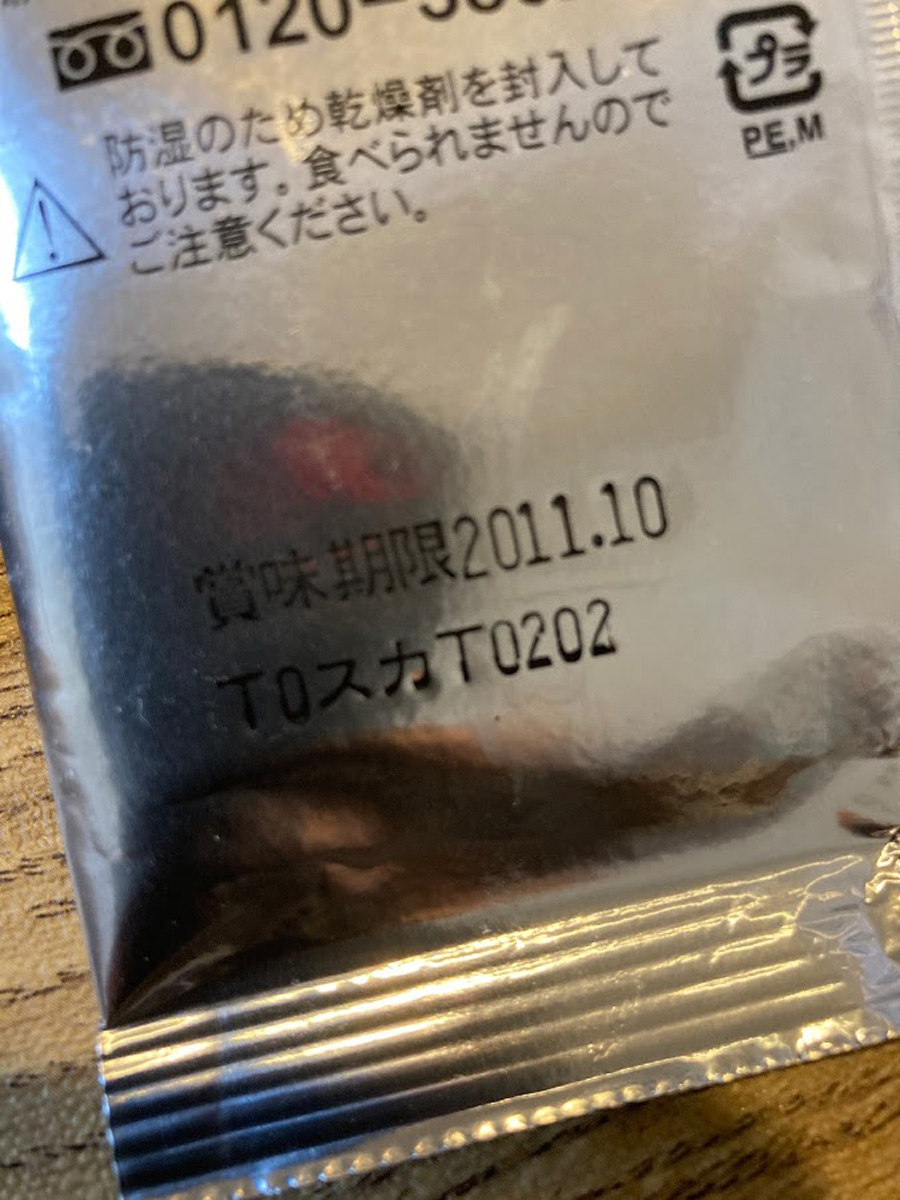 0120-
プラ
PE,M
防湿のため乾燥剤を封入して
おります。食べられませんので
ご注意ください。
賞味期限2011.10
T0スカT0202